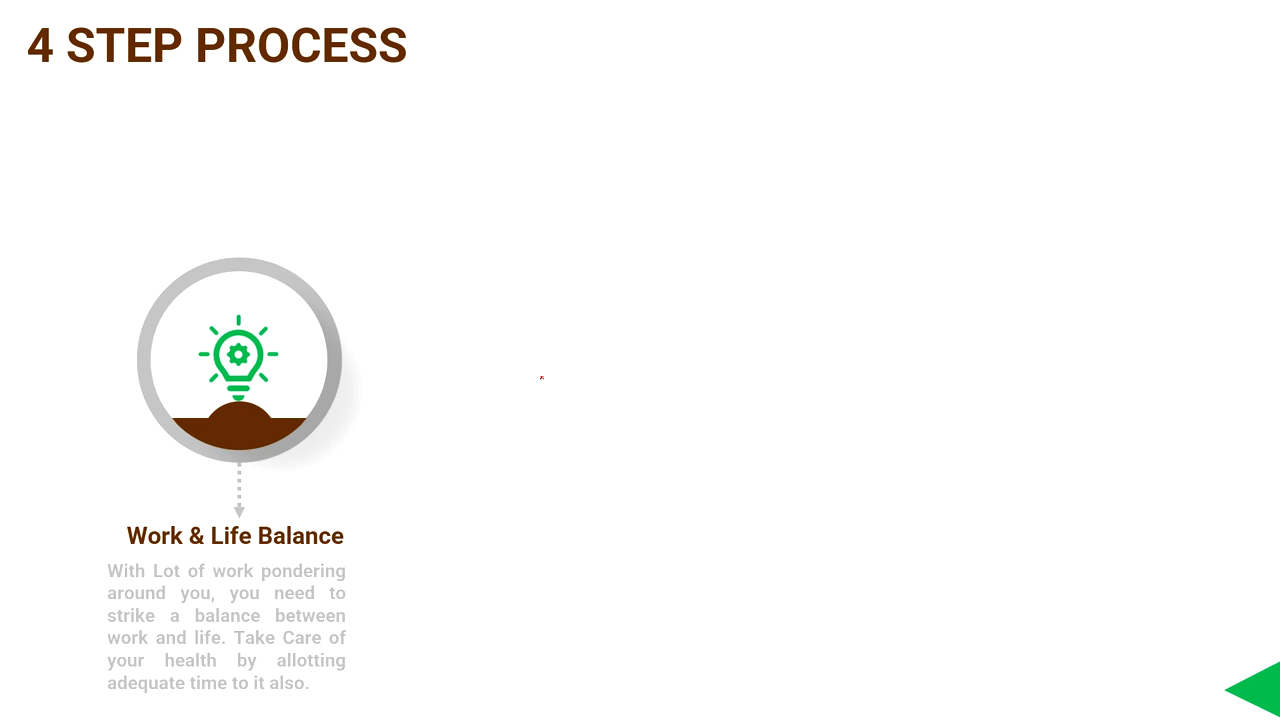 4 STEP PROCESS
Work & Life Balance
With Lot of work pondering
around you, you need to
strike a balance between
work and life. Take Care of
your health by allotting
adequate time to it also.